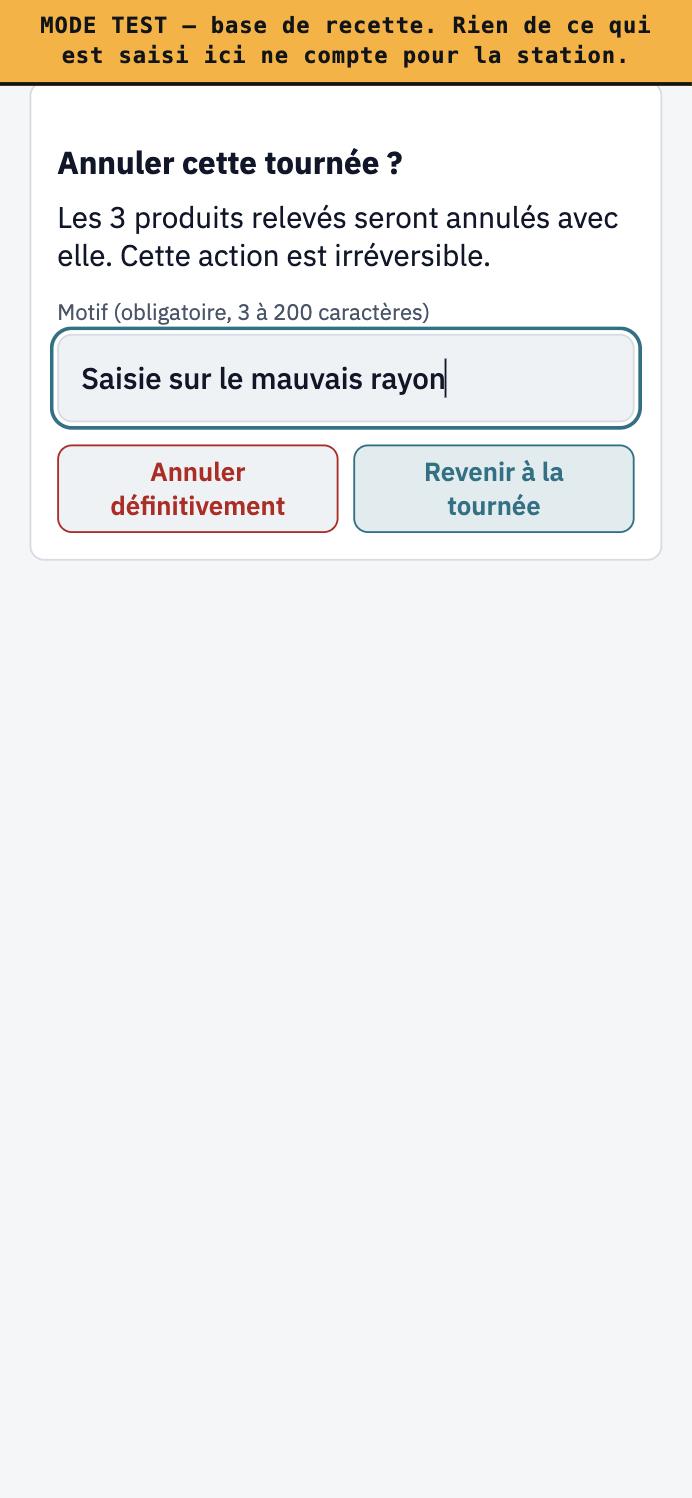 MODE TEST — base de recette. Rien de ce qui
est saisi ici ne compte pour la station.
Annuler cette tournée ?
Les 3 produits relevés seront annulés avec
elle. Cette action est irréversible.
Motif (obligatoire, 3 à 200 caractères)
Saisie sur le mauvais rayon
Annuler
définitivement
Revenir à la
tournée